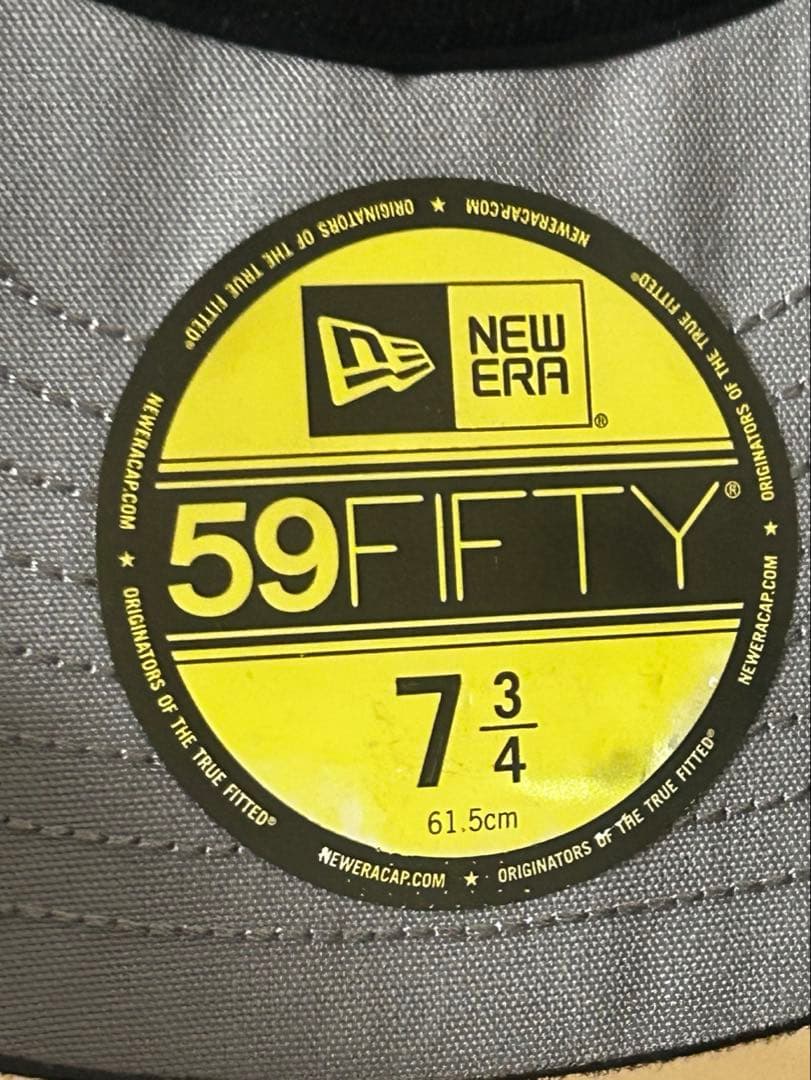 NEW
ERA
®
59FIFTY®
7 3/4
61.5cm
ORIGINATORS OF THE TRUE FITTED®
NEWERACAP.COM
ORIGINATORS OF THE TRUE FITTED®
NEWERACAP.COM
ORIGINATORS OF THE TRUE FITTED®
NEWERACAP.COM
ORIGINATORS OF THE TRUE FITTED®
NEWERACAP.COM